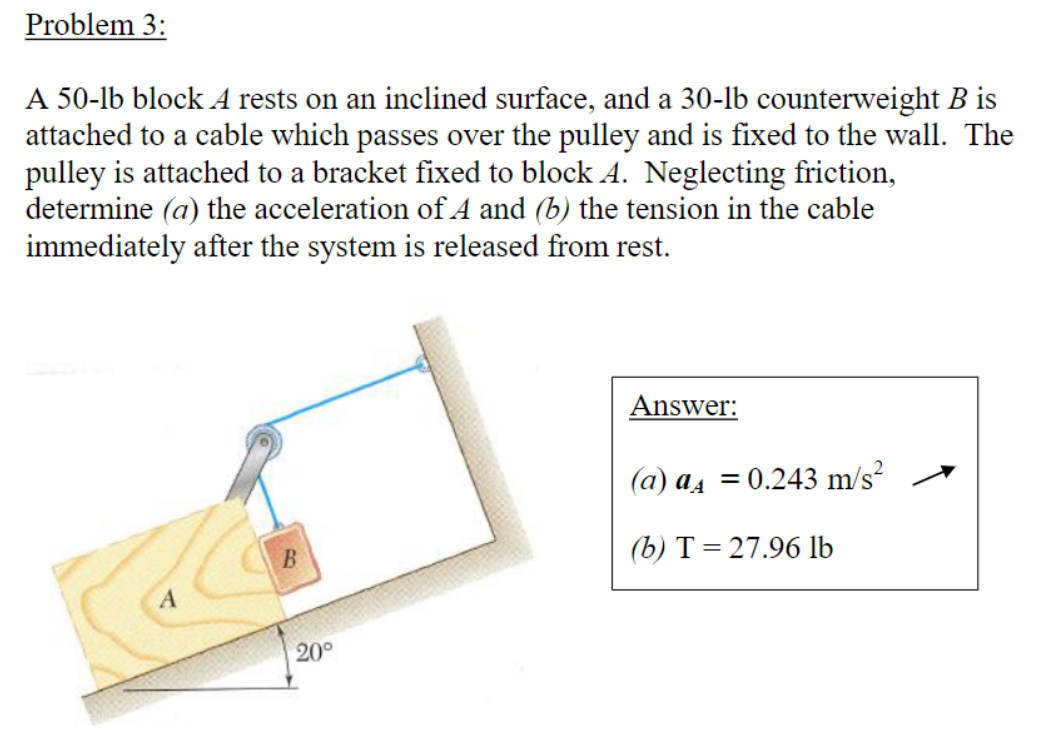 Problem 3:
A 50-lb block A rests on an inclined surface, and a 30-lb counterweight B is
attached to a cable which passes over the pulley and is fixed to the wall. The
pulley is attached to a bracket fixed to block A. Neglecting friction,
determine (a) the acceleration of A and (b) the tension in the cable
immediately after the system is released from rest.
Answer:
(a) a_A = 0.243 m/s²
(b) T = 27.96 lb
B
A
20°